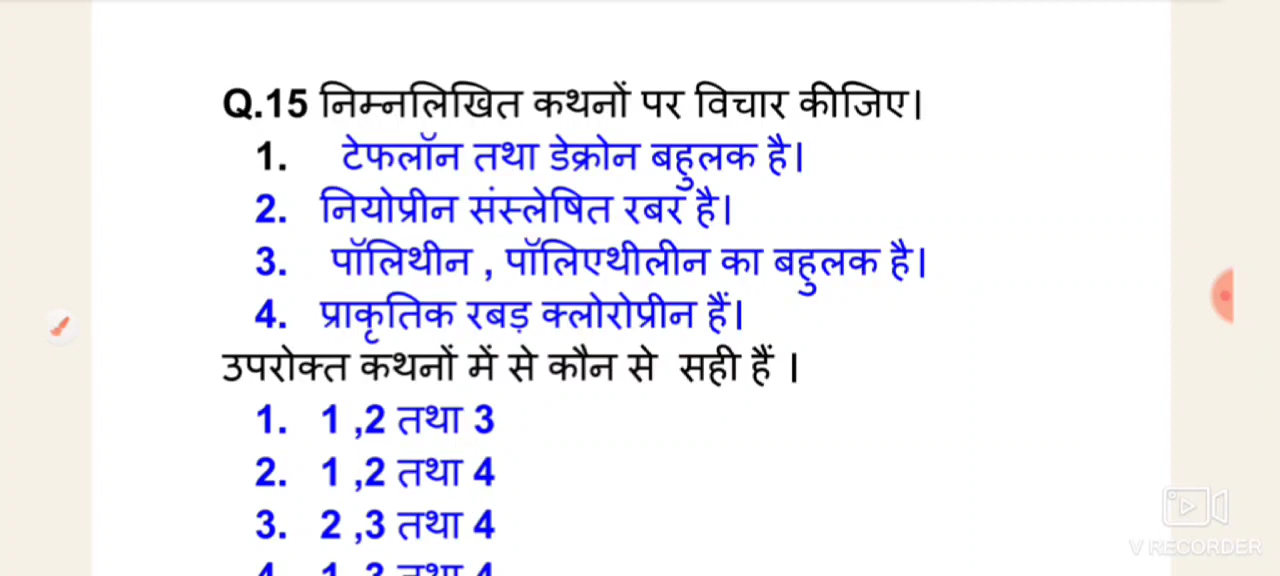 Q.15 निम्नलिखित कथनों पर विचार कीजिए।
1. टेफलॉन तथा डेक्रोन बहुलक है।
2. नियोप्रीन संस्लेषित रबर है।
3. पॉलिथीन , पॉलिएथीलीन का बहुलक है।
4. प्राकृतिक रबड़ क्लोरोप्रीन हैं।
उपरोक्त कथनों में से कौन से सही हैं ।
1. 1 ,2 तथा 3
2. 1 ,2 तथा 4
3. 2 ,3 तथा 4
V RECORDER